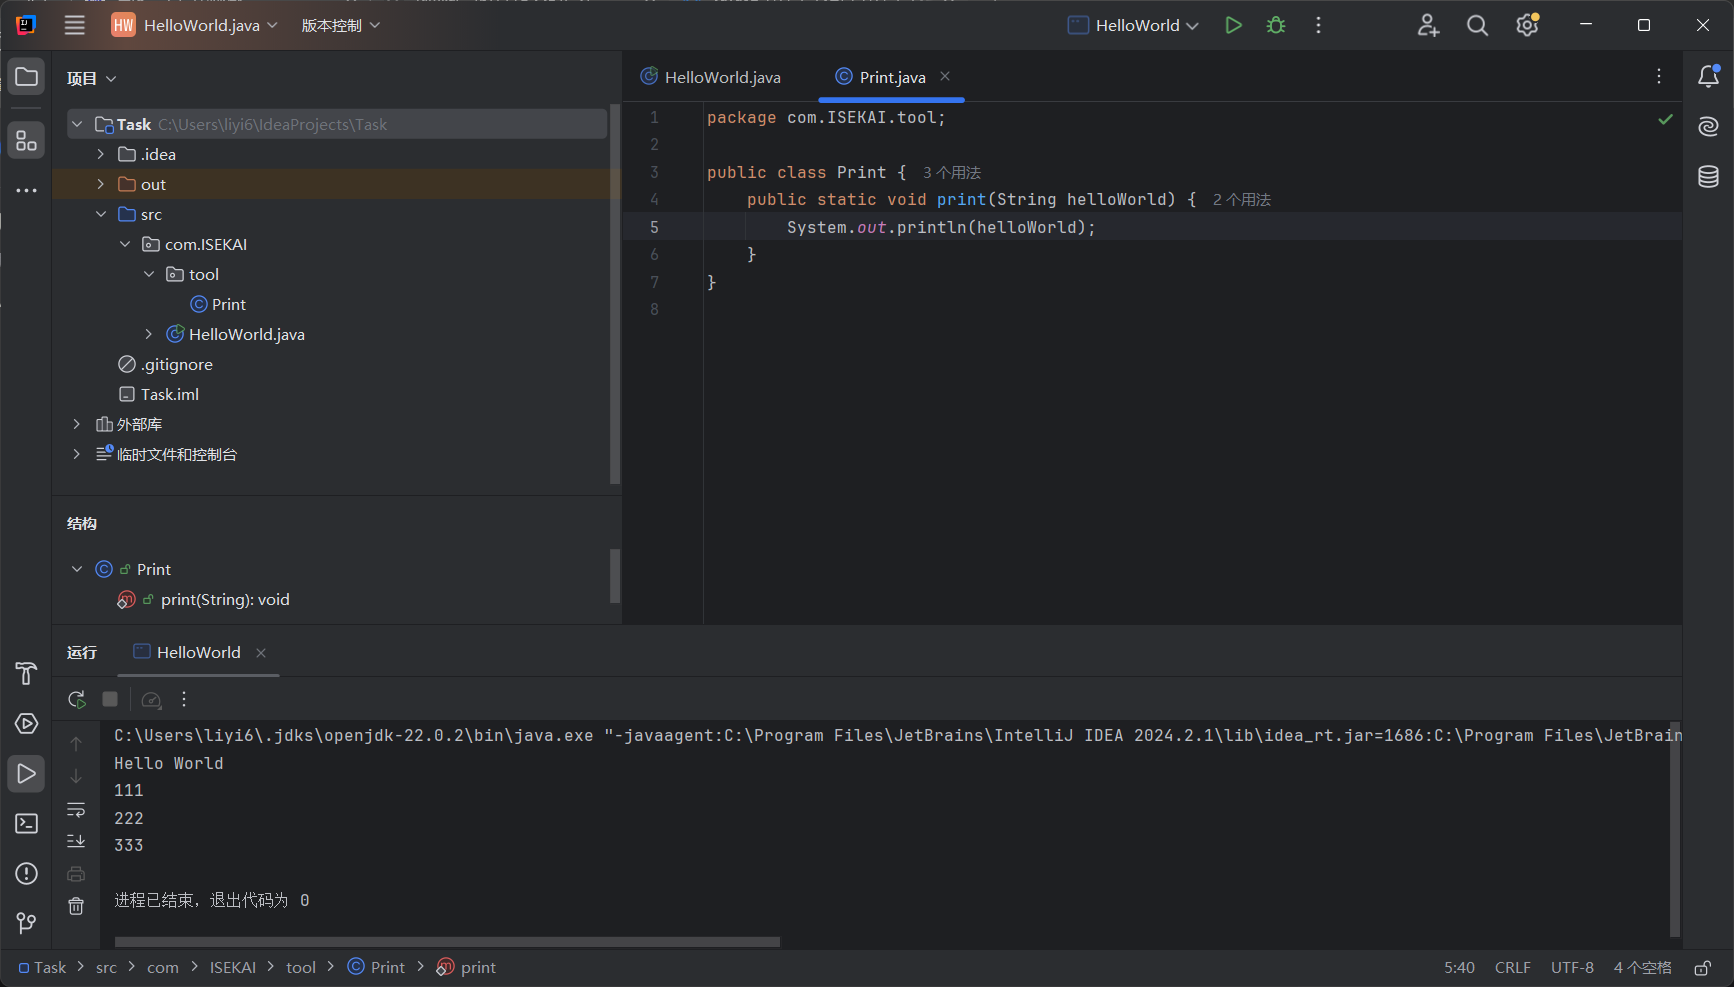 HW HelloWorld.java 版本控制 HelloWorld
项目
Task C:\Users\liyi6\IdeaProjects\Task
.idea
out
src
com.ISEKAI
tool
Print
HelloWorld.java
.gitignore
Task.iml
外部库
临时文件和控制台
结构
Print
print(String): void
HelloWorld.java Print.java
1 package com.ISEKAI.tool;
2
3 public class Print { 3 个用法
4 public static void print(String helloWorld) { 2 个用法
5 System.out.println(helloWorld);
6 }
7 }
8
运行 HelloWorld
C:\Users\liyi6\.jdks\openjdk-22.0.2\bin\java.exe "-javaagent:C:\Program Files\JetBrains\IntelliJ IDEA 2024.2.1\lib\idea_rt.jar=1686:C:\Program Files\JetBrain
Hello World
111
222
333
进程已结束，退出代码为 0
Task > src > com > ISEKAI > tool > Print > print 5:40 CRLF UTF-8 4 个空格